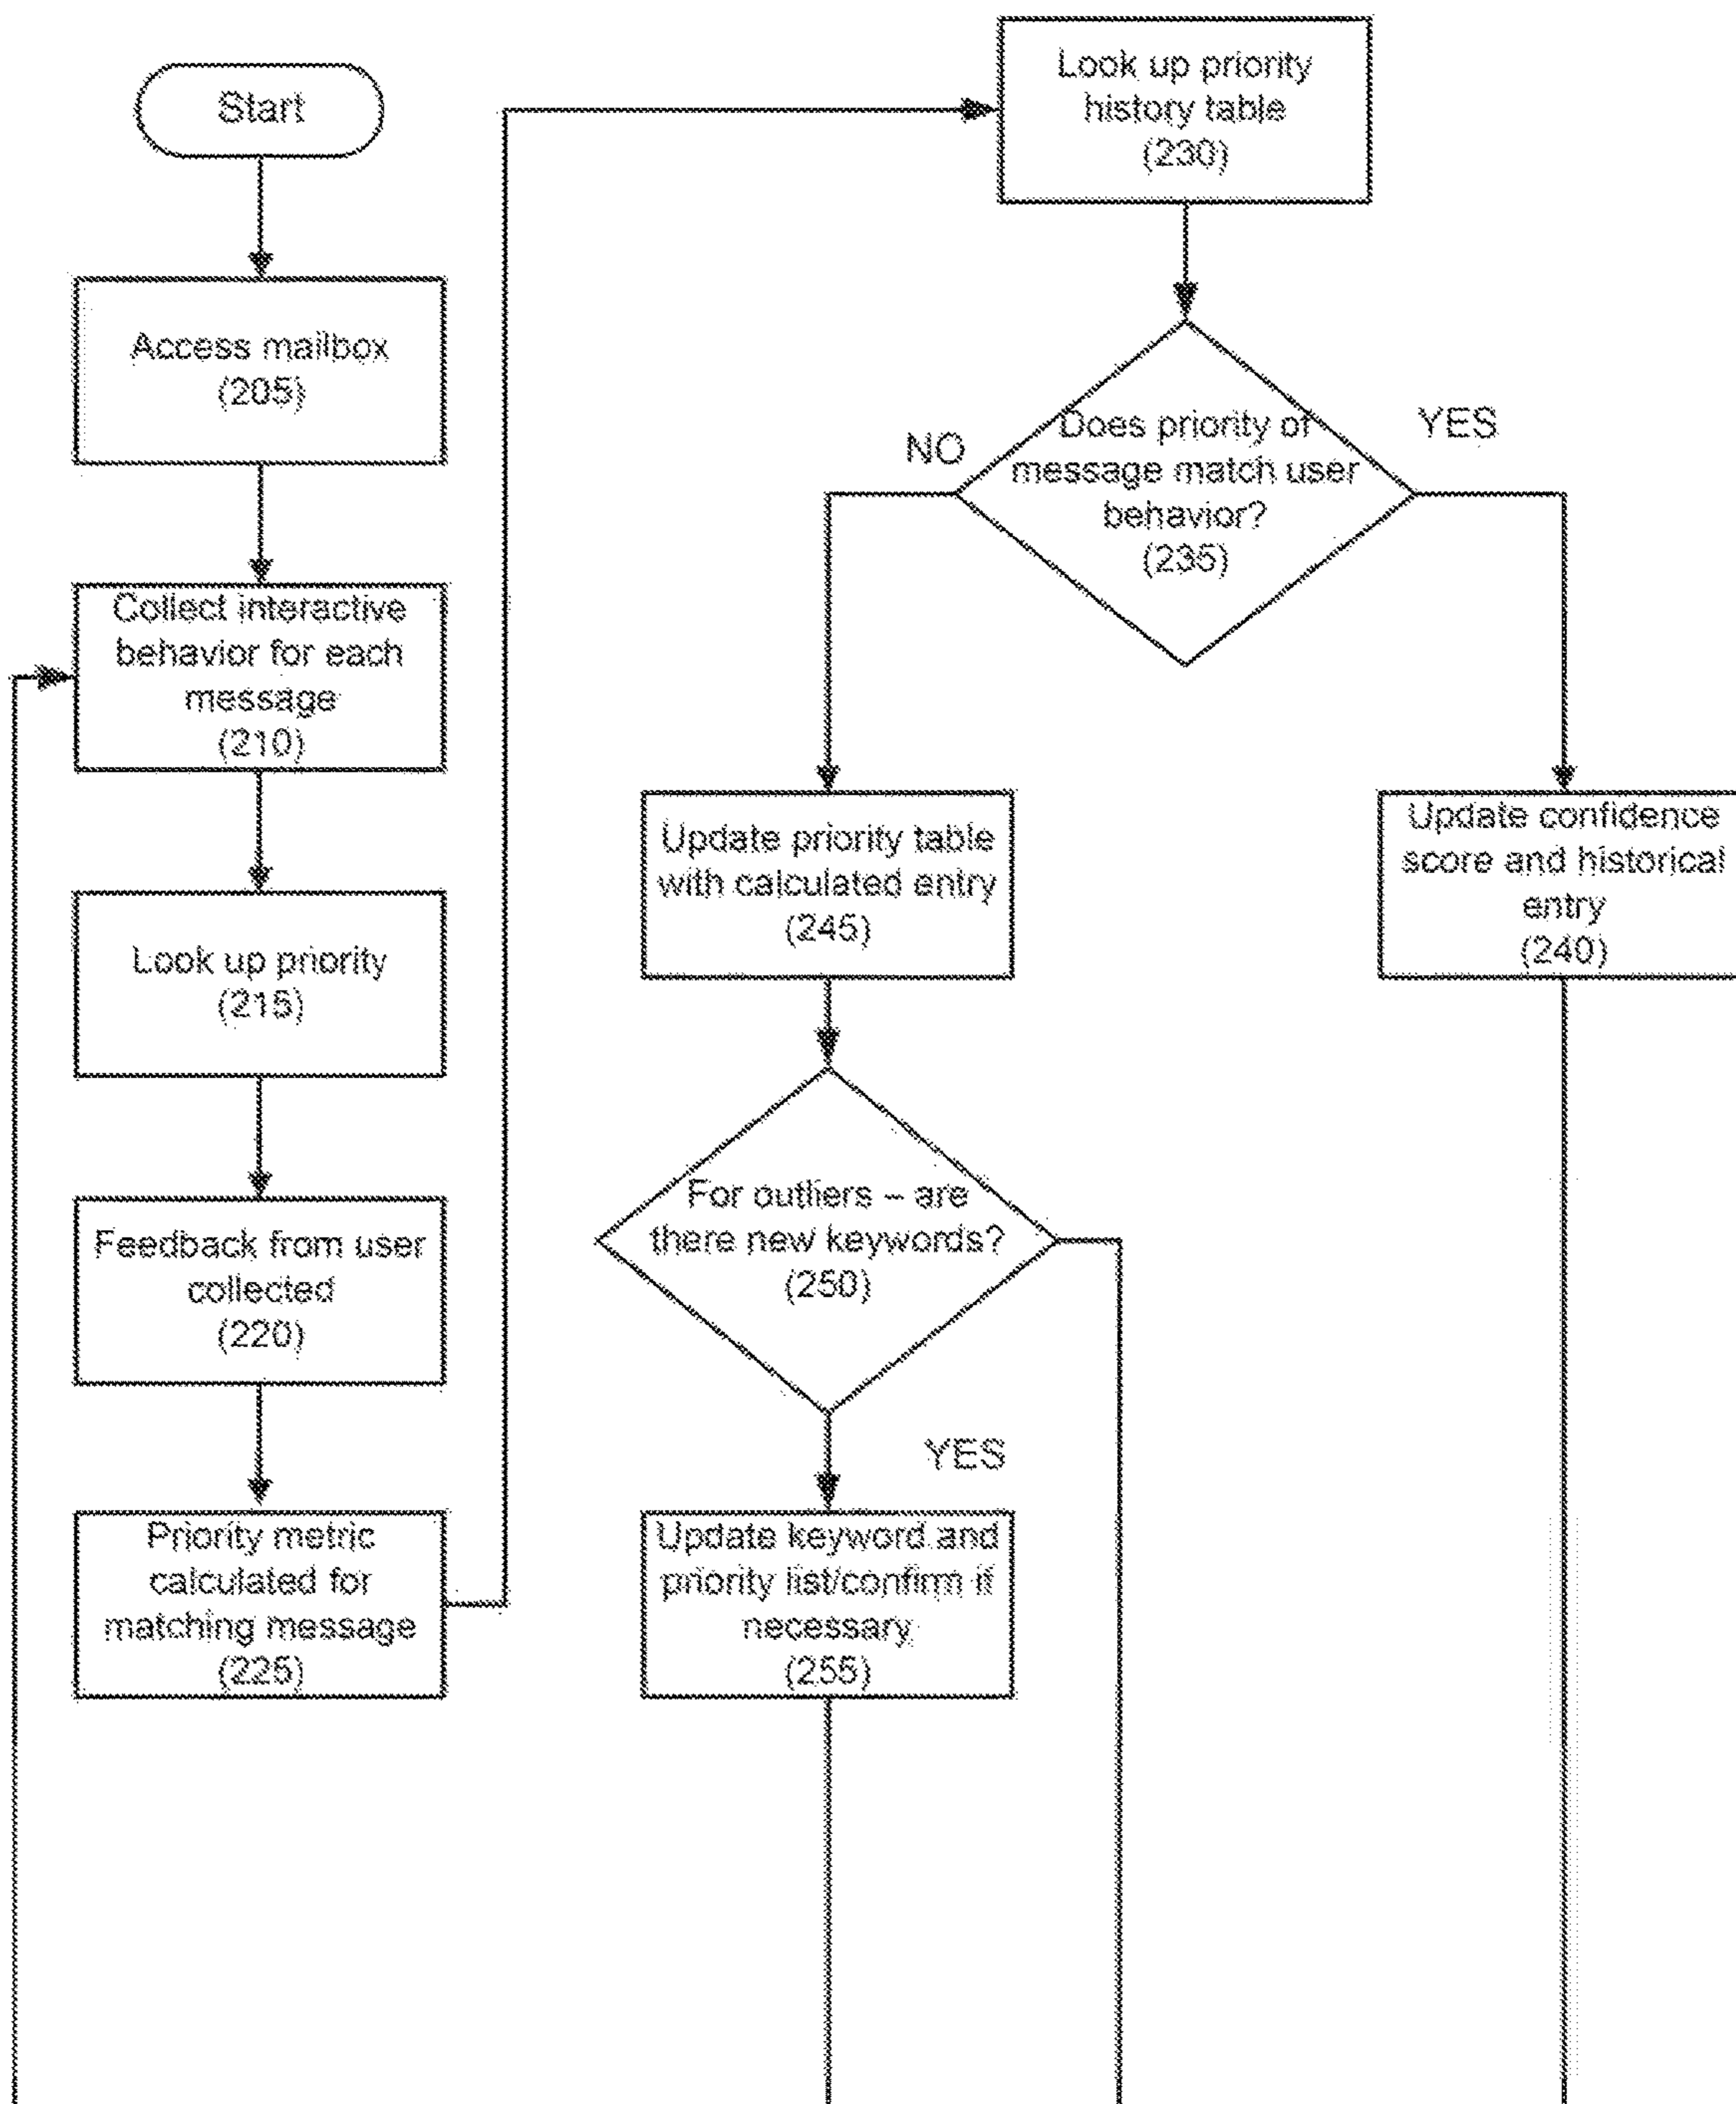 Start
Access mailbox
(205)
Collect interactive
behavior for each
message
(210)
Look up priority
(215)
Feedback from user
collected
(220)
Priority metric
calculated for
matching message
(225)
Look up priority
history table
(230)
Does priority of
message match user
behavior?
(235)
NO
YES
Update priority table
with calculated entry
(245)
Update confidence
score and historical
entry
(240)
For outliers – are
there new keywords?
(250)
YES
Update keyword and
priority list/confirm if
necessary
(255)